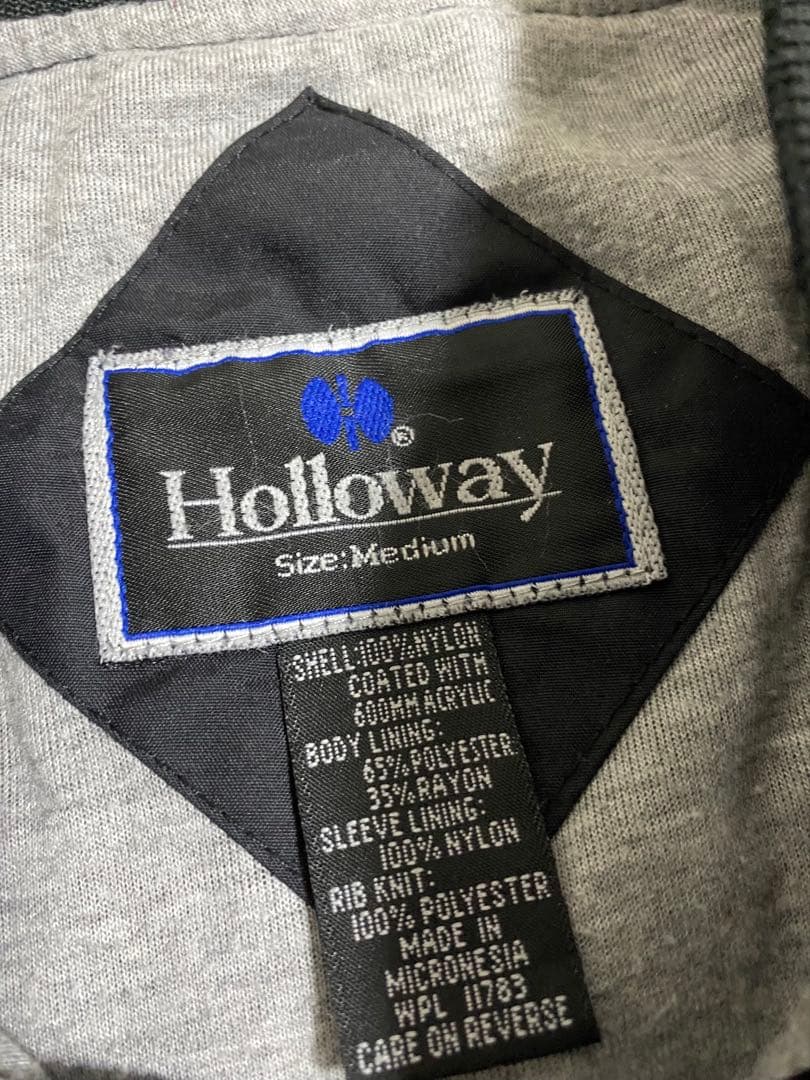 ®
Holloway
Size:Medium
SHELL:100%NYLON
COATED WITH
600MM ACRYLIC
BODY LINING:
65% POLYESTER
35% RAYON
SLEEVE LINING:
100% NYLON
RIB KNIT:
100% POLYESTER
MADE IN
MICRONESIA
WPL 11783
CARE ON REVERSE